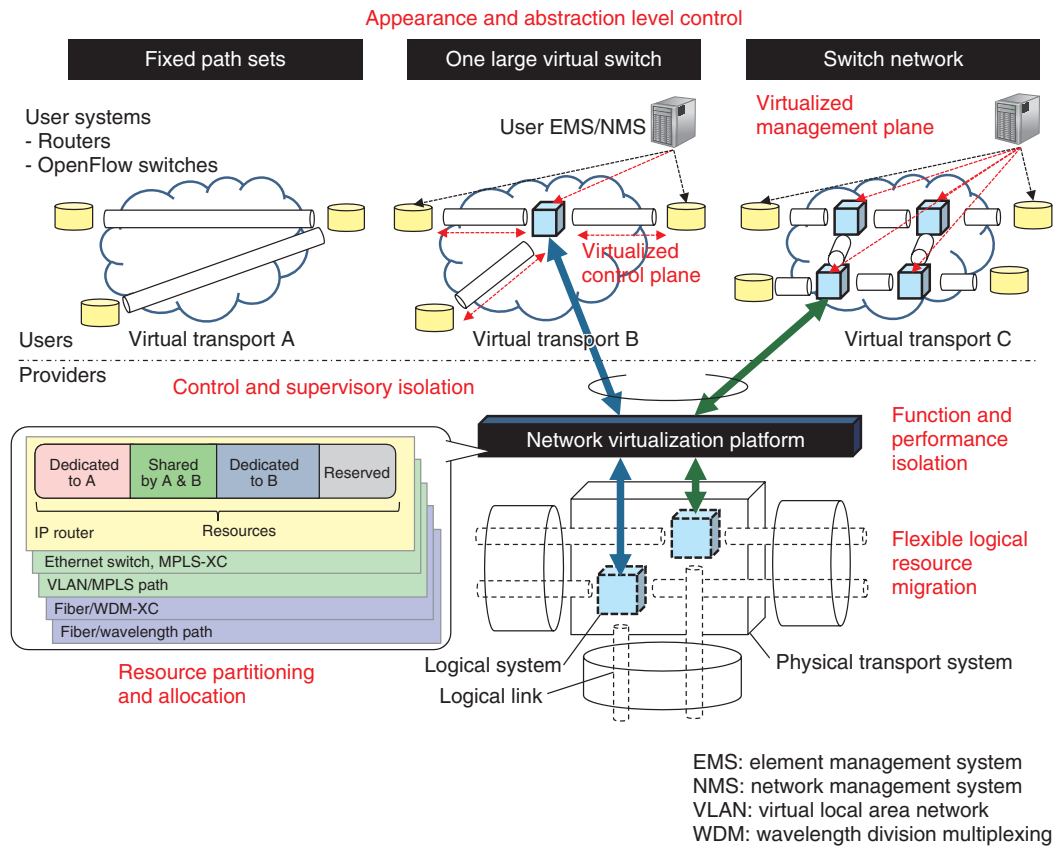 Appearance and abstraction level control
Fixed path sets
One large virtual switch
Switch network
User systems
- Routers
- OpenFlow switches
User EMS/NMS
Virtualized
management plane
Virtualized
control plane
Virtual transport A
Virtual transport B
Virtual transport C
Users
Providers
Control and supervisory isolation
Network virtualization platform
Function and
performance
isolation
Dedicated
to A
Shared
by A & B
Dedicated
to B
Reserved
IP router
Resources
Ethernet switch, MPLS-XC
VLAN/MPLS path
Fiber/WDM-XC
Fiber/wavelength path
Flexible logical
resource
migration
Resource partitioning
and allocation
Logical system
Logical link
Physical transport system
EMS: element management system
NMS: network management system
VLAN: virtual local area network
WDM: wavelength division multiplexing